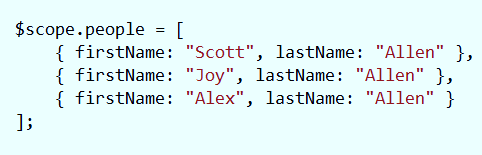 $scope.people = [
    { firstName: "Scott", lastName: "Allen" },
    { firstName: "Joy", lastName: "Allen" },
    { firstName: "Alex", lastName: "Allen" }
];